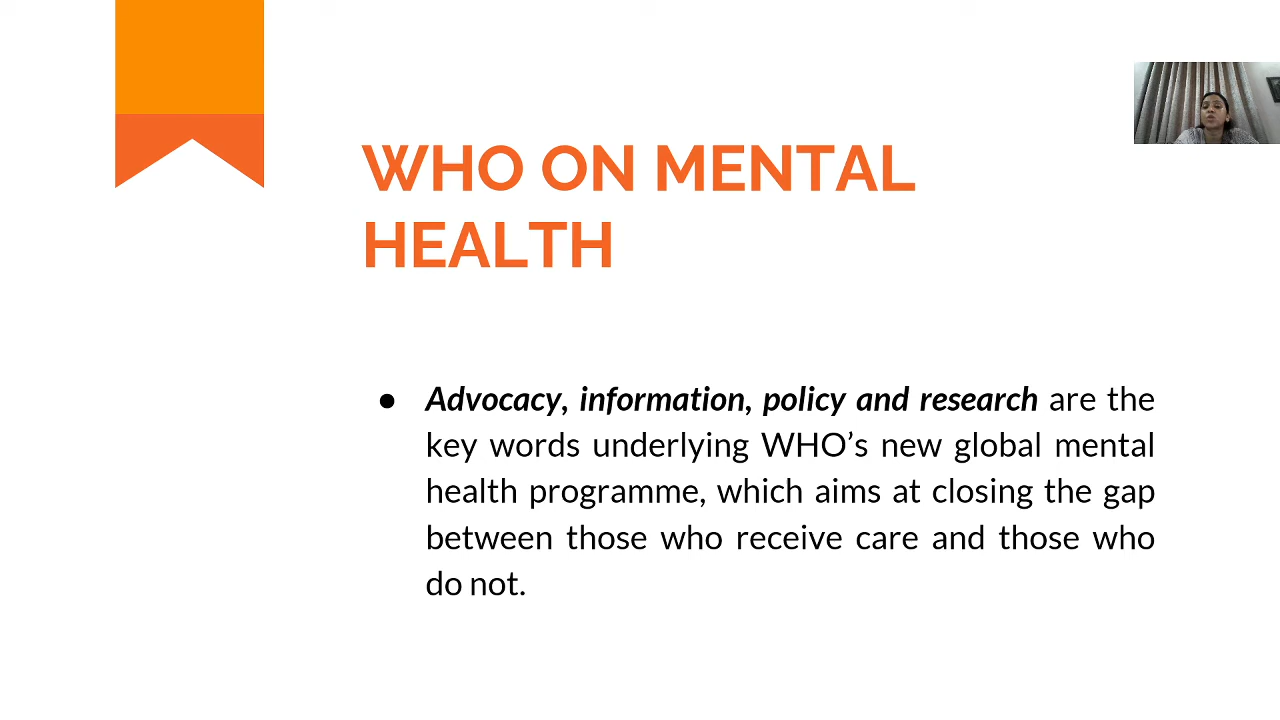 WHO ON MENTAL
HEALTH
● Advocacy, information, policy and research are the
key words underlying WHO’s new global mental
health programme, which aims at closing the gap
between those who receive care and those who
do not.